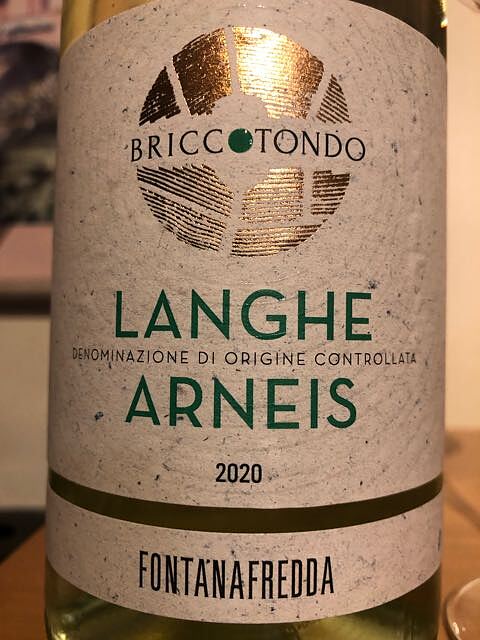 BRICCOTONDO
LANGHE
DENOMINAZIONE DI ORIGINE CONTROLLATA
ARNEIS
2020
FONTANAFREDDA